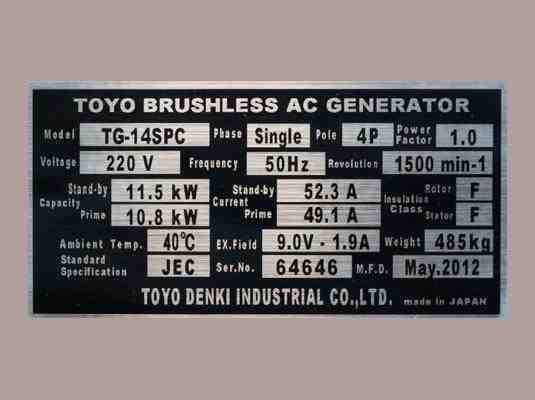 TOYO BRUSHLESS AC GENERATOR
Model TG-14SPC Phase Single Pole 4P Power Factor 1.0
Voltage 220 V Frequency 50Hz Revolution 1500 min-1
Capacity Stand-by 11.5 kW Current Stand-by 52.3 A Insulation Class Rotor F
Prime 10.8 kW Prime 49.1 A Stator F
Ambient Temp. 40℃ EX.Field 9.0V - 1.9A Weight 485kg
Standard Specification JEC Ser.No. 64646 M.F.D. May.2012
TOYO DENKI INDUSTRIAL CO.,LTD. made in JAPAN